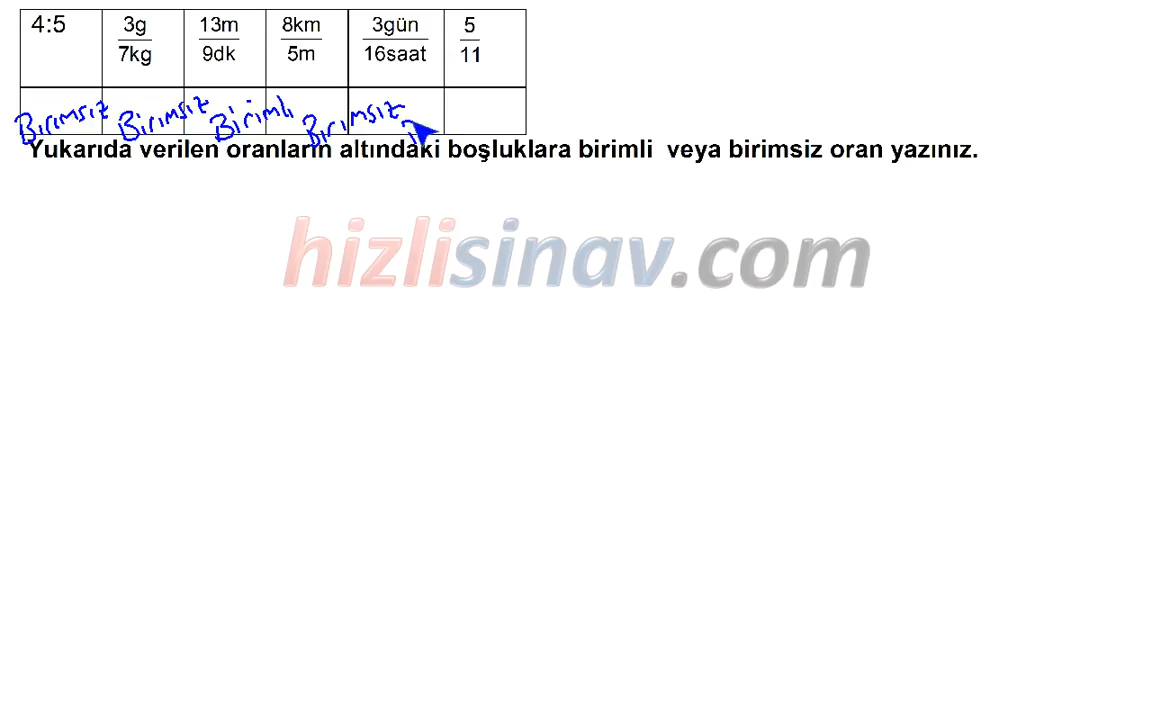 4:5 3g 13m 8km 3gün 5
7kg 9dk 5m 16saat 11
Birimsiz Birimsiz Birimli Birimsiz
Yukarıda verilen oranların altındaki boşluklara birimli veya birimsiz oran yazınız.
hizlisinav.com